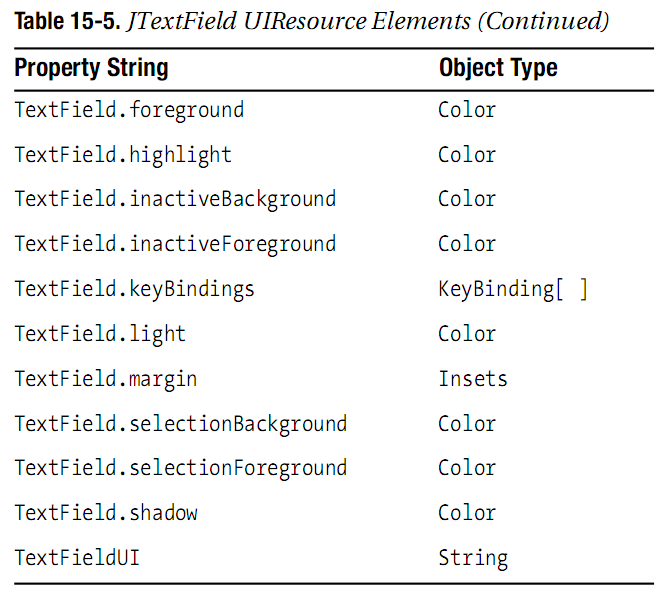 Table 15-5. JTextField UIResource Elements (Continued)
Property String Object Type
TextField.foreground Color
TextField.highlight Color
TextField.inactiveBackground Color
TextField.inactiveForeground Color
TextField.keyBindings KeyBinding[ ]
TextField.light Color
TextField.margin Insets
TextField.selectionBackground Color
TextField.selectionForeground Color
TextField.shadow Color
TextFieldUI String